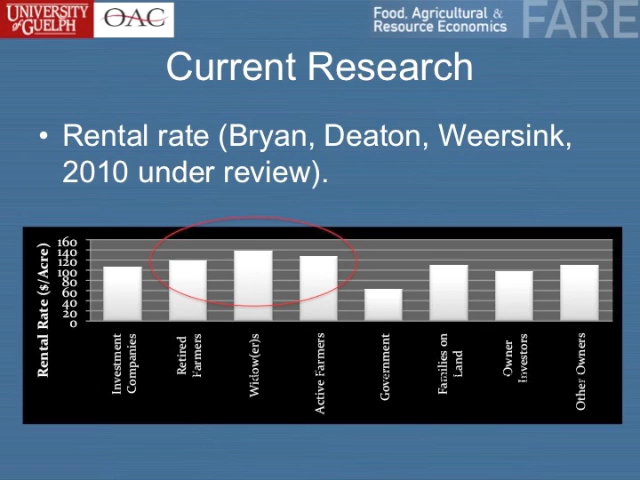 UNIVERSITY
of GUELPH
OAC
Food, Agricultural &
Resource Economics
FARE
Current Research
• Rental rate (Bryan, Deaton, Weersink,
2010 under review).
Rental Rate ($/Acre)
160
140
120
100
80
60
40
20
0
Investment
Companies
Retired
Farmers
Widow(er)s
Active Farmers
Government
Families on
Land
Owner
Investors
Other Owners